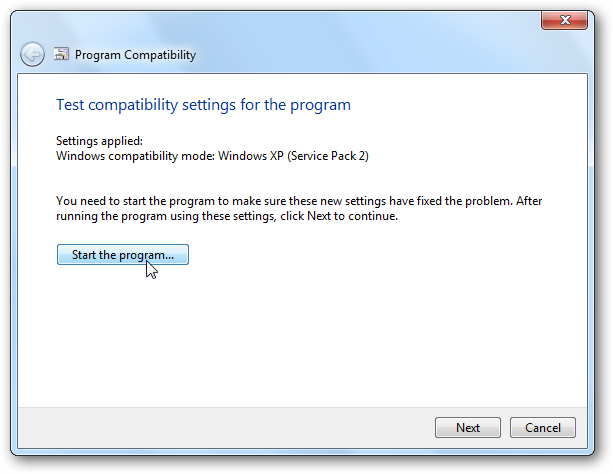 Program Compatibility
Test compatibility settings for the program
Settings applied:
Windows compatibility mode: Windows XP (Service Pack 2)
You need to start the program to make sure these new settings have fixed the problem. After
running the program using these settings, click Next to continue.
Start the program...
Next
Cancel